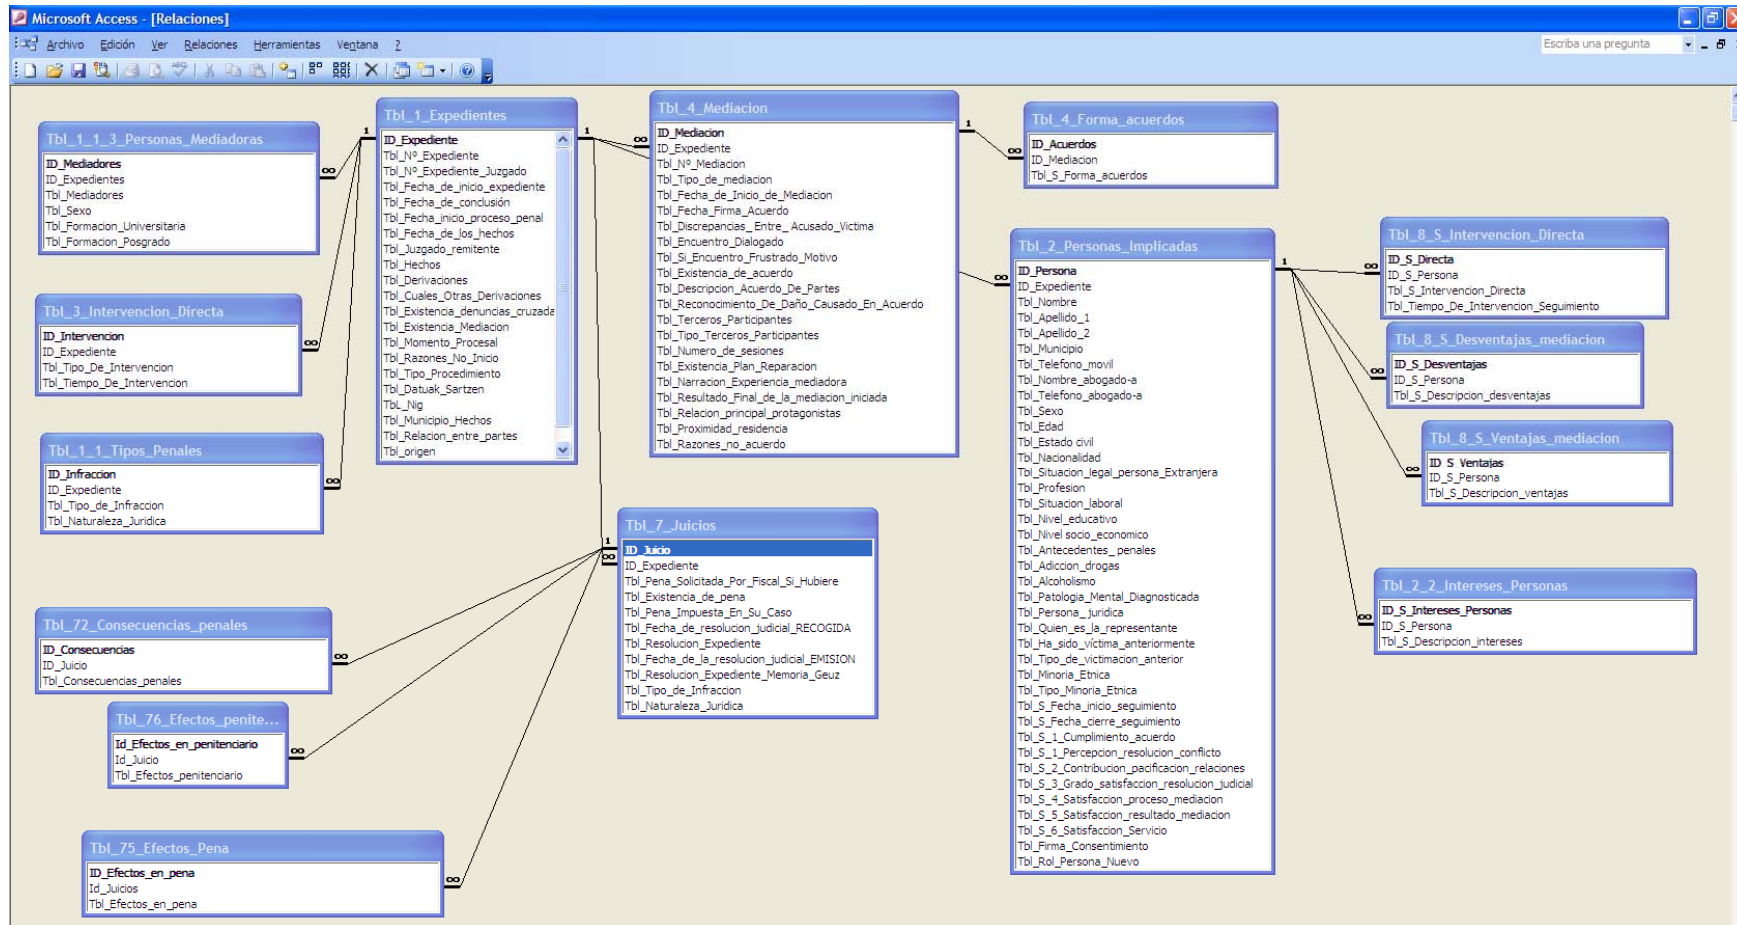 Microsoft Access - [Relaciones]
Archivo Edición Ver Relaciones Herramientas Ventana ?
Escriba una pregunta
Tbl_1_1_3_Personas_Mediadoras
ID_Mediadores
ID_Expedientes
Tbl_Mediadores
Tbl_Sexo
Tbl_Formacion_Universitaria
Tbl_Formacion_Posgrado
Tbl_3_Intervencion_Directa
ID_Intervencion
ID_Expediente
Tbl_Tipo_De_Intervencion
Tbl_Tiempo_De_Intervencion
Tbl_1_1_Tipos_Penales
ID_Infraccion
ID_Expediente
Tbl_Tipo_de_Infraccion
Tbl_Naturaleza_Juridica
Tbl_72_Consecuencias_penales
ID_Consecuencias
ID_Juicio
Tbl_Consecuencias_penales
Tbl_76_Efectos_penite...
Id_Efectos_en_penitenciario
Id_Juicio
Tbl_Efectos_penitenciario
Tbl_75_Efectos_Pena
ID_Efectos_en_pena
Id_Juicios
Tbl_Efectos_en_pena
Tbl_1_Expedientes
ID_Expediente
Tbl_Nº_Expediente
Tbl_Nº_Expediente_Juzgado
Tbl_Fecha_de_inicio_expediente
Tbl_Fecha_de_conclusión
Tbl_Fecha_inicio_proceso_penal
Tbl_Fecha_de_los_hechos
Tbl_Juzgado_remitente
Tbl_Hechos
Tbl_Derivaciones
Tbl_Cuales_Otras_Derivaciones
Tbl_Existencia_denuncias_cruzada
Tbl_Existencia_Mediacion
Tbl_Momento_Procesal
Tbl_Razones_No_Inicio
Tbl_Tipo_Procedimiento
Tbl_Datuak_Sartzen
TbL_Nig
Tbl_Municipio_Hechos
Tbl_Relacion_entre_partes
Tbl_origen
Tbl_4_Mediacion
ID_Mediacion
ID_Expediente
Tbl_Nº_Mediacion
Tbl_Tipo_de_mediacion
Tbl_Fecha_de_Inicio_de_Mediacion
Tbl_Fecha_Firma_Acuerdo
Tbl_Discrepancias_ Entre_ Acusado_Victima
Tbl_Encuentro_Dialogado
Tbl_Si_Encuentro_Frustrado_Motivo
Tbl_Existencia_de_acuerdo
Tbl_Descripcion_Acuerdo_De_Partes
Tbl_Reconocimiento_De_Daño_Causado_En_Acuerdo
Tbl_Terceros_Participantes
Tbl_Tipo_Terceros_Participantes
Tbl_Numero_de_sesiones
Tbl_Existencia_Plan_Reparacion
Tbl_Narracion_Experiencia_mediadora
Tbl_Resultado_Final_de_la_mediacion_iniciada
Tbl_Relacion_principal_protagonistas
Tbl_Proximidad_residencia
Tbl_Razones_no_acuerdo
Tbl_7_Juicios
ID_Juicio
ID_Expediente
Tbl_Pena_Solicitada_Por_Fiscal_Si_Hubiere
Tbl_Existencia_de_pena
Tbl_Pena_Impuesta_En_Su_Caso
Tbl_Fecha_de_resolucion_judicial_RECOGIDA
Tbl_Resolucion_Expediente
Tbl_Fecha_de_la_resolucion_judicial_EMISION
Tbl_Resolucion_Expediente_Memoria_Geuz
Tbl_Tipo_de_Infraccion
Tbl_Naturaleza_Juridica
Tbl_4_Forma_acuerdos
ID_Acuerdos
ID_Mediacion
Tbl_S_Forma_acuerdos
Tbl_2_Personas_Implicadas
ID_Persona
ID_Expediente
Tbl_Nombre
Tbl_Apellido_1
Tbl_Apellido_2
Tbl_Municipio
Tbl_Telefono_movil
Tbl_Nombre_abogado-a
Tbl_Telefono_abogado-a
Tbl_Sexo
Tbl_Edad
Tbl_Estado civil
Tbl_Nacionalidad
Tbl_Situacion_legal_persona_Extranjera
Tbl_Profesion
Tbl_Situacion_laboral
Tbl_Nivel_educativo
Tbl_Nivel socio_economico
Tbl_Antecedentes_ penales
Tbl_Adiccion_drogas
Tbl_Alcoholismo
Tbl_Patologia_Mental_Diagnosticada
Tbl_Persona_ juridica
Tbl_Quien_es_la_representante
Tbl_Ha_sido_víctima_anteriormente
Tbl_Tipo_de_victimacion_anterior
Tbl_Minoria_Etnica
Tbl_Tipo_Minoria_Etnica
Tbl_S_Fecha_inicio_seguimiento
Tbl_S_Fecha_cierre_seguimiento
Tbl_S_1_Cumplimiento_acuerdo
Tbl_S_1_Percepcion_resolucion_conflicto
Tbl_S_2_Contribucion_pacificacion_relaciones
Tbl_S_3_Grado_satisfaccion_resolucion_judicial
Tbl_S_4_Satisfaccion_proceso_mediacion
Tbl_S_5_Satisfaccion_resultado_mediacion
Tbl_S_6_Satisfaccion_Servicio
Tbl_Firma_Consentimiento
Tbl_Rol_Persona_Nuevo
Tbl_8_S_Intervencion_Directa
ID_S_Directa
ID_S_Persona
Tbl_S_Intervencion_Directa
Tbl_Tiempo_De_Intervencion_Seguimiento
Tbl_8_S_Desventajas_mediacion
ID_S_Desventajas
ID_S_Persona
Tbl_S_Descripcion_desventajas
Tbl_8_S_Ventajas_mediacion
ID_S_Ventajas
ID_S_Persona
Tbl_S_Descripcion_ventajas
Tbl_2_2_Intereses_Personas
ID_S_Intereses_Personas
ID_S_Persona
Tbl_S_Descripcion_intereses